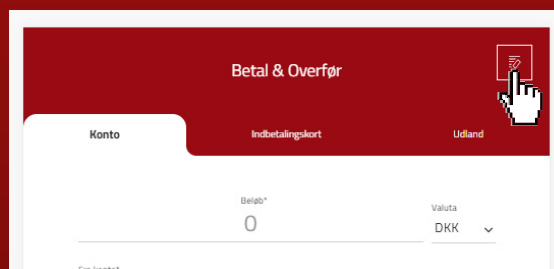 Betal & Overfør
Konto
Indbetalingskort
Udland
Beløb*
0
Valuta
DKK